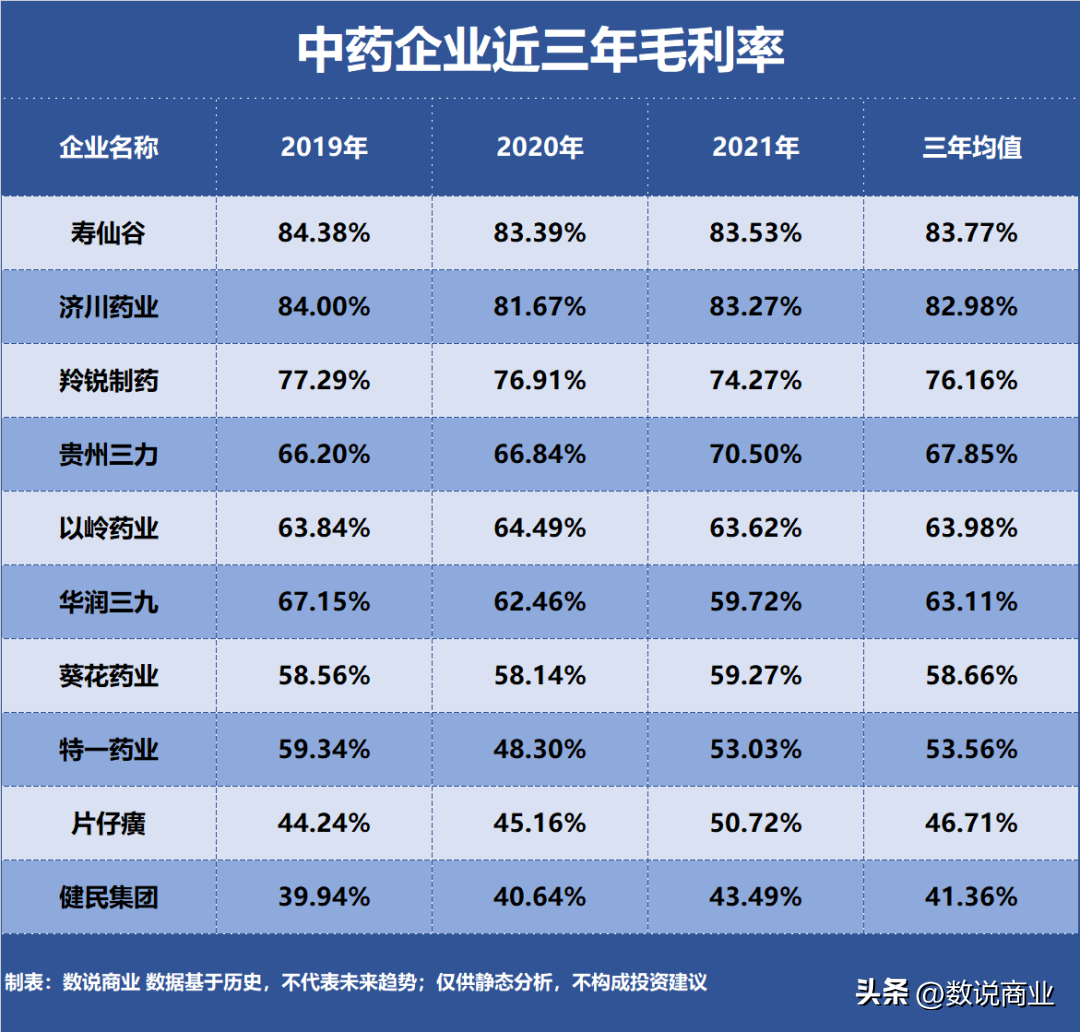 中药企业近三年毛利率
企业名称 2019年 2020年 2021年 三年均值
寿仙谷 84.38% 83.39% 83.53% 83.77%
济川药业 84.00% 81.67% 83.27% 82.98%
羚锐制药 77.29% 76.91% 74.27% 76.16%
贵州三力 66.20% 66.84% 70.50% 67.85%
以岭药业 63.84% 64.49% 63.62% 63.98%
华润三九 67.15% 62.46% 59.72% 63.11%
葵花药业 58.56% 58.14% 59.27% 58.66%
特一药业 59.34% 48.30% 53.03% 53.56%
片仔癀 44.24% 45.16% 50.72% 46.71%
健民集团 39.94% 40.64% 43.49% 41.36%
制表：数说商业 数据基于历史，不代表未来趋势；仅供静态分析，不构成投资建议
头条 @数说商业